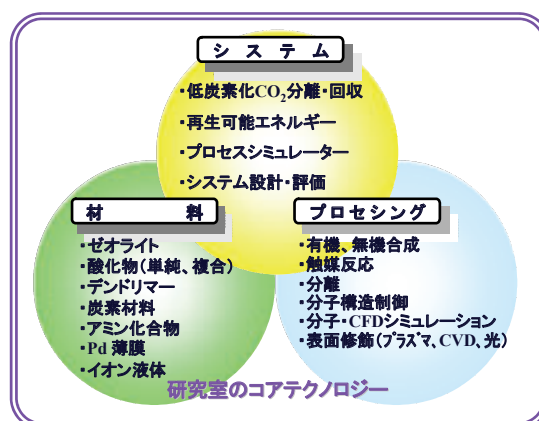 システム
・低炭素化CO₂分離・回収
・再生可能エネルギー
・プロセスシミュレーター
・システム設計・評価
材 料
・ゼオライト
・酸化物(単純、複合)
・デンドリマー
・炭素材料
・アミン化合物
・Pd 薄膜
・イオン液体
プロセシング
・有機、無機合成
・触媒反応
・分離
・分子構造制御
・分子・CFDシミュレーション
・表面修飾(プラズマ、CVD、光)
研究室のコアテクノロジー